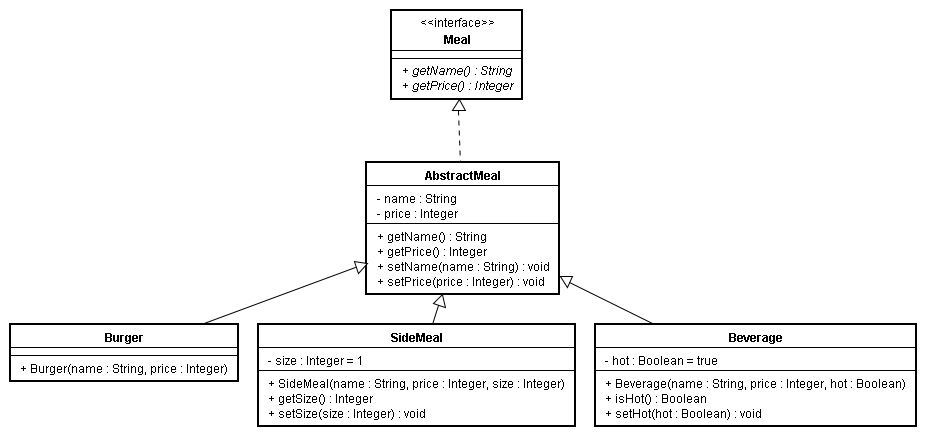 <<interface>>
Meal
+ getName() : String
+ getPrice() : Integer
AbstractMeal
- name : String
- price : Integer
+ getName() : String
+ getPrice() : Integer
+ setName(name : String) : void
+ setPrice(price : Integer) : void
Burger
+ Burger(name : String, price : Integer)
SideMeal
- size : Integer = 1
+ SideMeal(name : String, price : Integer, size : Integer)
+ getSize() : Integer
+ setSize(size : Integer) : void
Beverage
- hot : Boolean = true
+ Beverage(name : String, price : Integer, hot : Boolean)
+ isHot() : Boolean
+ setHot(hot : Boolean) : void